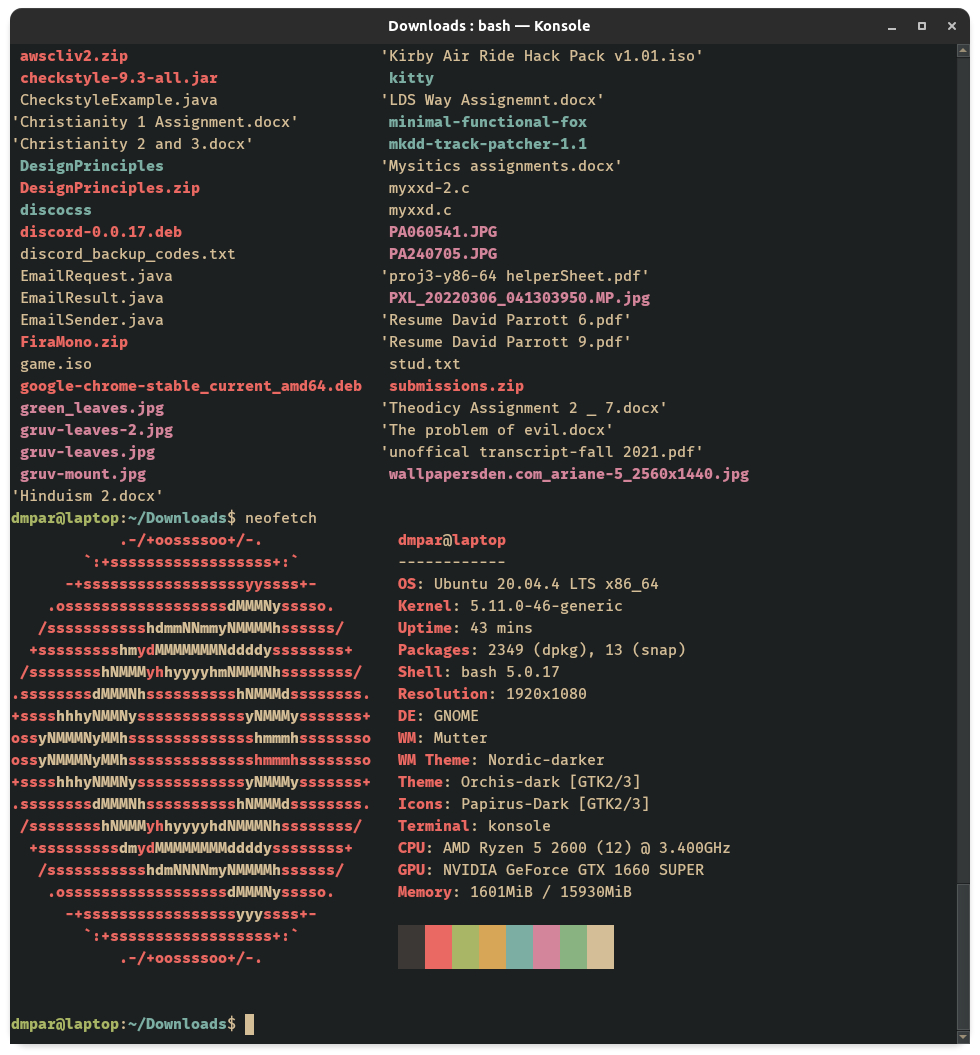 Downloads : bash — Konsole
awscliv2.zip 'Kirby Air Ride Hack Pack v1.01.iso'
checkstyle-9.3-all.jar kitty
CheckstyleExample.java 'LDS Way Assignemnt.docx'
'Christianity 1 Assignment.docx' minimal-functional-fox
'Christianity 2 and 3.docx' mkdd-track-patcher-1.1
DesignPrinciples 'Mysitics assignments.docx'
DesignPrinciples.zip myxxd-2.c
discocss myxxd.c
discord-0.0.17.deb PA060541.JPG
discord_backup_codes.txt PA240705.JPG
EmailRequest.java 'proj3-y86-64 helperSheet.pdf'
EmailResult.java PXL_20220306_041303950.MP.jpg
EmailSender.java 'Resume David Parrott 6.pdf'
FiraMono.zip 'Resume David Parrott 9.pdf'
game.iso stud.txt
google-chrome-stable_current_amd64.deb submissions.zip
green_leaves.jpg 'Theodicy Assignment 2 _ 7.docx'
gruv-leaves-2.jpg 'The problem of evil.docx'
gruv-leaves.jpg 'unoffical transcript-fall 2021.pdf'
gruv-mount.jpg wallpapersden.com_ariane-5_2560x1440.jpg
'Hinduism 2.docx'
dmpar@laptop:~/Downloads$ neofetch
.-/+oossssoo+/-. dmpar@laptop
`:+ssssssssssssssssss+:` ------------
-+ssssssssssssssssssyyssss+- OS: Ubuntu 20.04.4 LTS x86_64
.ossssssssssssssssssdMMMNysssso. Kernel: 5.11.0-46-generic
/ssssssssssshdmmNNmmyNMMMMhssssss/ Uptime: 43 mins
+ssssssssshmydMMMMMMMNddddyssssssss+ Packages: 2349 (dpkg), 13 (snap)
/sssssssshNMMMyhhyyyyhmNMMMNhssssssss/ Shell: bash 5.0.17
.ssssssssdMMMNhsssssssssshNMMMdssssssss. Resolution: 1920x1080
+sssshhhyNMMNyssssssssssssyNMMMysssssss+ DE: GNOME
ossyNMMMNyMMhsssssssssssssshmmmhssssssso WM: Mutter
ossyNMMMNyMMhsssssssssssssshmmmhssssssso WM Theme: Nordic-darker
+sssshhhyNMMNyssssssssssssyNMMMysssssss+ Theme: Orchis-dark [GTK2/3]
.ssssssssdMMMNhsssssssssshNMMMdssssssss. Icons: Papirus-Dark [GTK2/3]
/sssssssshNMMMyhhyyyyhdNMMMNhssssssss/ Terminal: konsole
+sssssssssdmydMMMMMMMMddddyssssssss+ CPU: AMD Ryzen 5 2600 (12) @ 3.400GHz
/ssssssssssshdmNNNNmyNMMMMhssssss/ GPU: NVIDIA GeForce GTX 1660 SUPER
.ossssssssssssssssssdMMMNysssso. Memory: 1601MiB / 15930MiB
-+sssssssssssssssssyyyssss+-
`:+ssssssssssssssssss+:`
.-/+oossssoo+/-.
dmpar@laptop:~/Downloads$